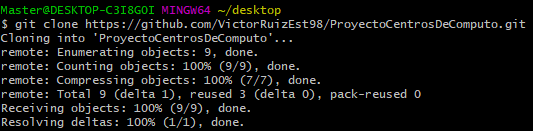 Master@DESKTOP-C3I8GOI MINGW64 ~/desktop
$ git clone https://github.com/VictorRuizEst98/ProyectoCentrosDeComputo.git
Cloning into 'ProyectoCentrosDeComputo'...
remote: Enumerating objects: 9, done.
remote: Counting objects: 100% (9/9), done.
remote: Compressing objects: 100% (7/7), done.
remote: Total 9 (delta 1), reused 3 (delta 0), pack-reused 0
Receiving objects: 100% (9/9), done.
Resolving deltas: 100% (1/1), done.